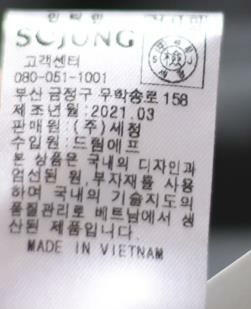 SOJUNG
고객센터
080-051-1001
부산 금정구 무학송로 158
제조년월:2021.03
판매원:(주)세정
수입원:드림에프
본 상품은 국내의 디자인과
엄선된 원,부자재를 사용
하여 국내의 기술지도와
품질관리로 베트남에서 생
산된 제품입니다.
MADE IN VIETNAM